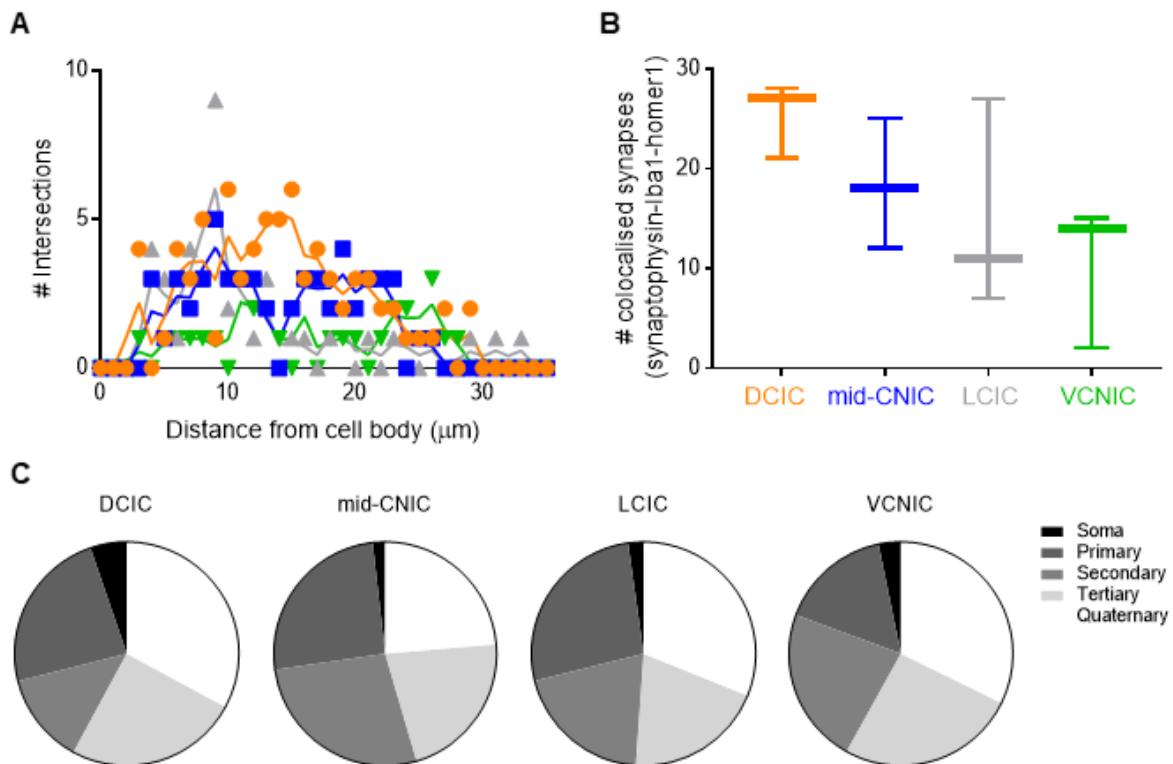 A
10
5
0
# Intersections
0
10
20
30
Distance from cell body (μm)
B
30
20
10
0
# colocalised synapses
(synaptophysin-Iba1-homer1)
DCIC
mid-CNIC
LCIC
VCNIC
C
DCIC
mid-CNIC
LCIC
VCNIC
Soma
Primary
Secondary
Tertiary
Quaternary